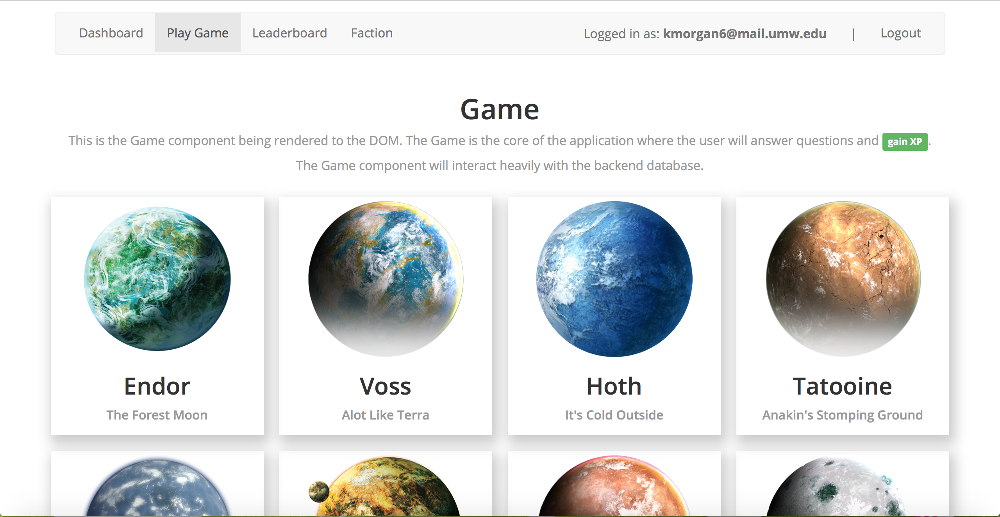 Dashboard Play Game Leaderboard Faction Logged in as: kmorgan6@mail.umw.edu | Logout
Game
This is the Game component being rendered to the DOM. The Game is the core of the application where the user will answer questions and gain XP.
The Game component will interact heavily with the backend database.
Endor Voss Hoth Tatooine
The Forest Moon Alot Like Terra It's Cold Outside Anakin's Stomping Ground